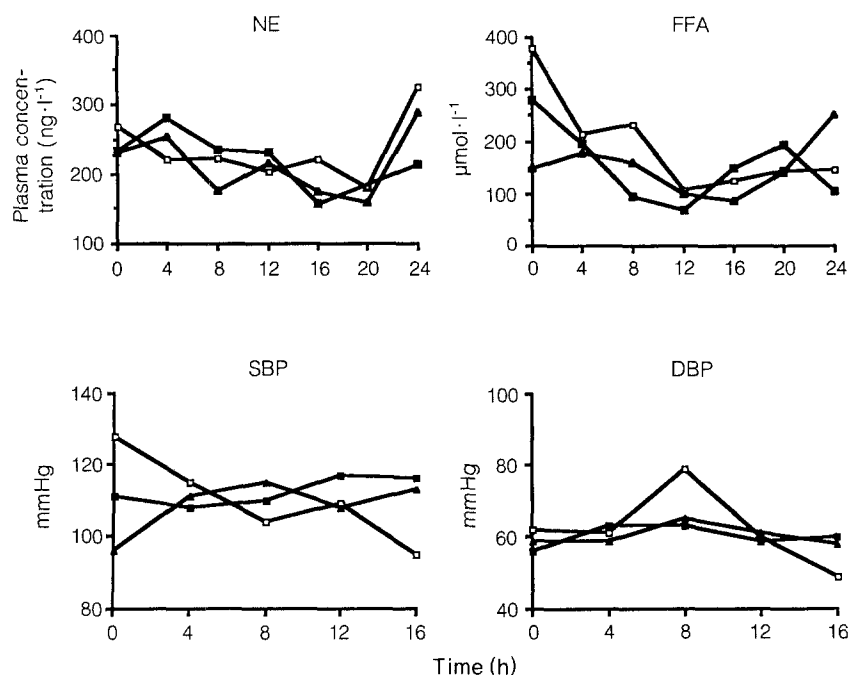 NE
Plasma concen-
tration (ng·l⁻¹)
400
300
200
100
0 4 8 12 16 20 24
FFA
µmol·l⁻¹
400
300
200
100
0
0 4 8 12 16 20 24
SBP
mmHg
140
120
100
80
0 4 8 12 16
DBP
mmHg
100
80
60
40
0 4 8 12 16
Time (h)